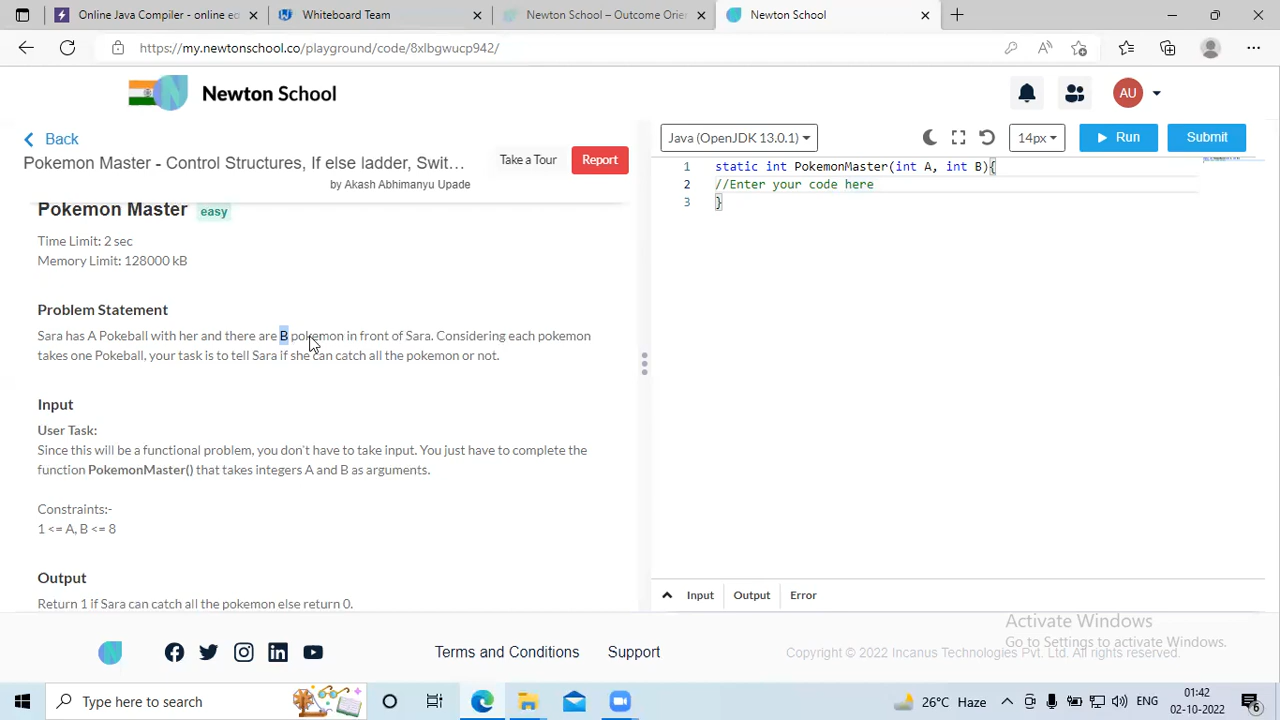 Control Flow - Online editor
Webhack Team
Newton School – Outcome Orie
Newton School
https://my.newtonschool.co/playground/code/8xlbgwucp942/
Newton School
AU
Back
Pokemon Master - Control Structures, If else ladder, Swit...
by Akash Abhimanyu Upade
Take a Tour
Report
Pokemon Master easy
Time Limit: 2 sec
Memory Limit: 128000 kB
Problem Statement
Sara has A Pokeball with her and there are B pokemon in front of Sara. Considering each pokemon
takes one Pokeball, your task is to tell Sara if she can catch all the pokemon or not.
Input
User Task:
Since this will be a functional problem, you don't have to take input. You just have to complete the
function PokemonMaster() that takes integers A and B as arguments.
Constraints:-
1 <= A, B <= 8
Output
Return 1 if Sara can catch all the pokemon else return 0.
Java (OpenJDK 13.0.1)
14px
Run
Submit
1 static int PokemonMaster(int A, int B){
2 //Enter your code here
3 }
Input Output Error
Activate Windows
Go to Settings to activate Windows.
Terms and Conditions Support
Copyright © 2022 Incanus Technologies Pvt. Ltd. All rights reserved.
Type here to search
26°C Haze
ENG
01:42
02-10-2022
6